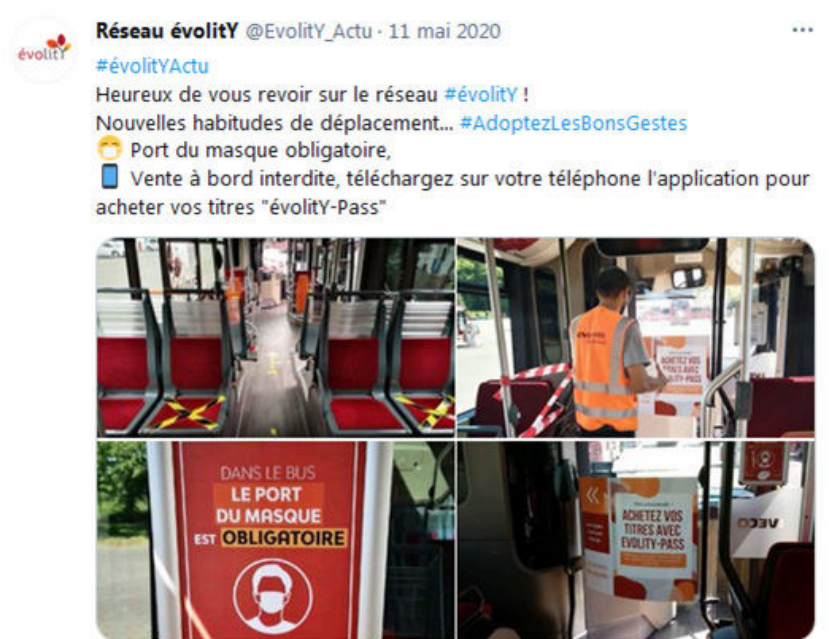 évolitY
Réseau évolitY @EvolitY_Actu · 11 mai 2020
#évolitYActu
Heureux de vous revoir sur le réseau #évolitY !
Nouvelles habitudes de déplacement... #AdoptezLesBonsGestes
😷 Port du masque obligatoire,
📱 Vente à bord interdite, téléchargez sur votre téléphone l'application pour
acheter vos titres "évolitY-Pass"
ACHETEZ VOS
TITRES AVEC
EVOLITY-PASS
DANS LE BUS
LE PORT
DU MASQUE
EST OBLIGATOIRE
ACHETEZ VOS
TITRES AVEC
EVOLITY-PASS
IVECO